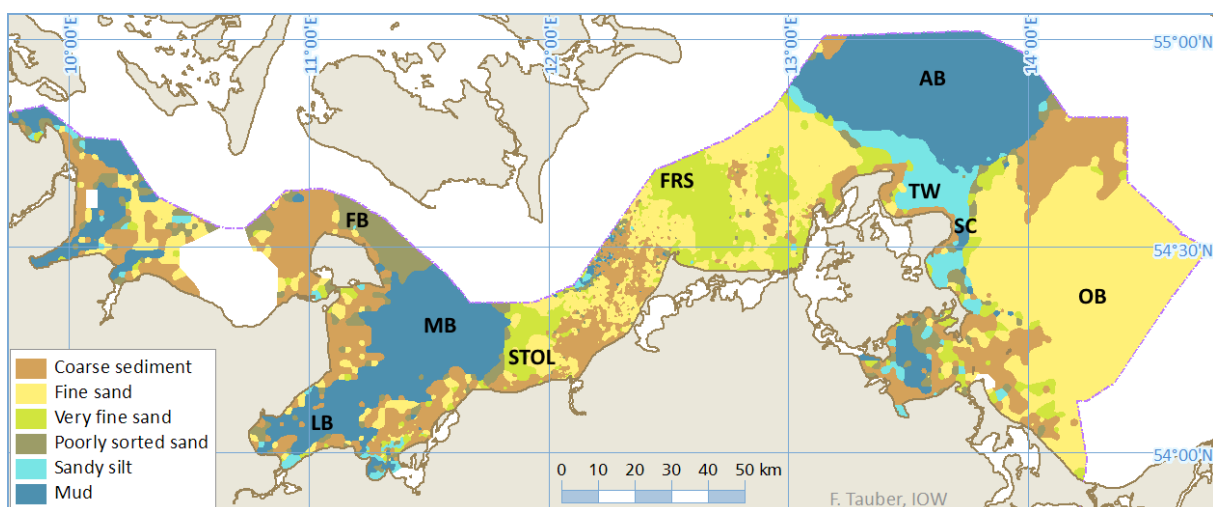 10°00'E
11°00'E
12°00'E
13°00'E
14°00'E
55°00'N
AB
FRS
TW
FB
SC
54°30'N
OB
MB
STOL
LB
54°00'N
Coarse sediment
Fine sand
Very fine sand
Poorly sorted sand
Sandy silt
Mud
0 10 20 30 40 50 km
F. Tauber, IOW